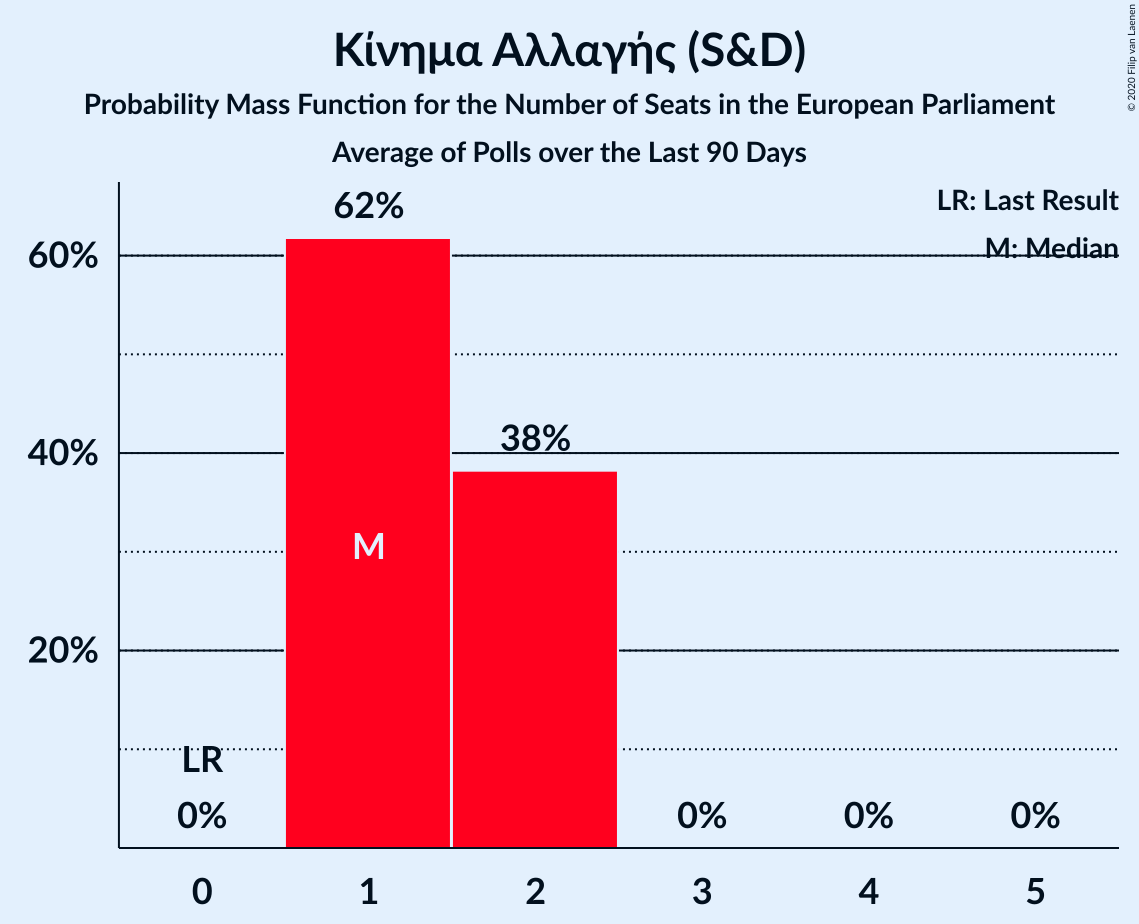 Κίνημα Αλλαγής (S&D)
Probability Mass Function for the Number of Seats in the European Parliament
Average of Polls over the Last 90 Days
© 2020 Filip van Laenen
LR: Last Result
M: Median
62%
60%
38%
40%
M
20%
LR
0%
0%
0%
0%
0
1
2
3
4
5